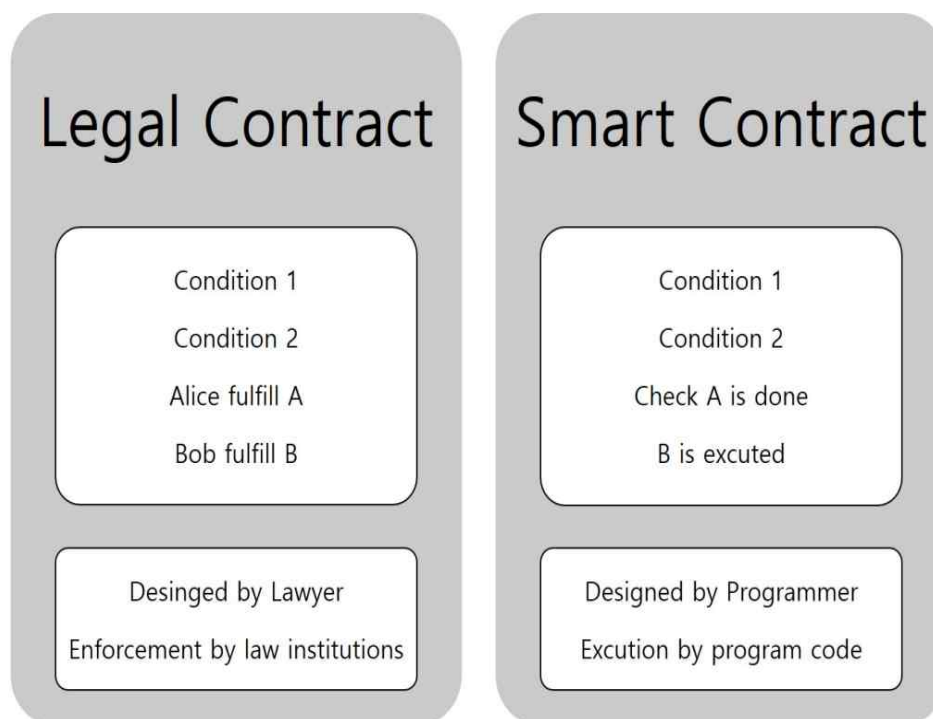 Legal Contract
Condition 1
Condition 2
Alice fulfill A
Bob fulfill B
Desinged by Lawyer
Enforcement by law institutions
Smart Contract
Condition 1
Condition 2
Check A is done
B is excuted
Designed by Programmer
Excution by program code